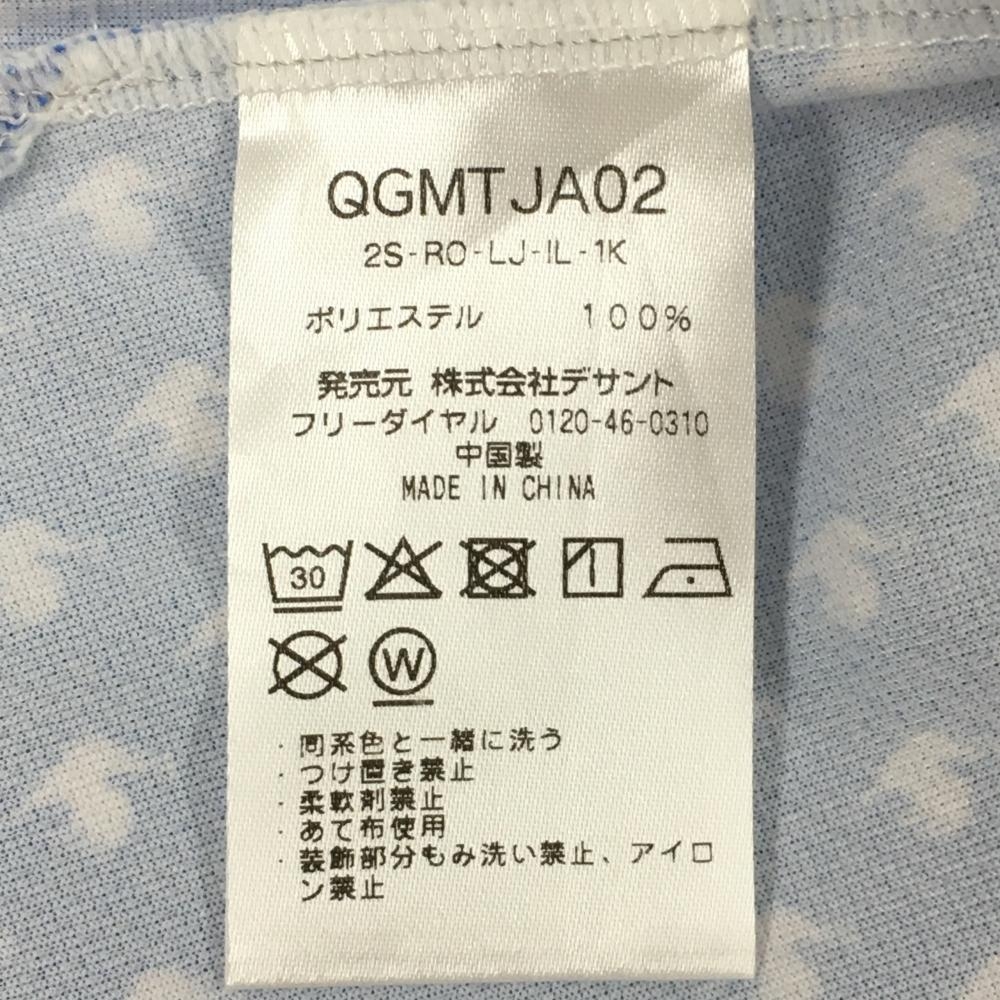 QGMTJA02
2S-RO-LJ-IL-1K
ポリエステル 100%
発売元 株式会社デサント
フリーダイヤル 0120-46-0310
中国製
MADE IN CHINA
30
W
・同系色と一緒に洗う
・つけ置き禁止
・柔軟剤禁止
・あて布使用
・装飾部分もみ洗い禁止、アイロ
ン禁止